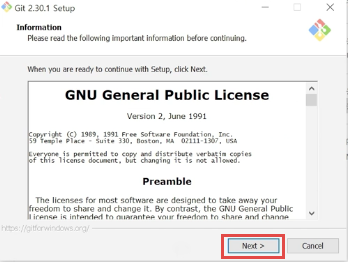 Git 2.30.1 Setup
Information
Please read the following important information before continuing.
When you are ready to continue with Setup, click Next.
GNU General Public License
Version 2, June 1991
Copyright (C) 1989, 1991 Free Software Foundation, Inc.
59 Temple Place - Suite 330, Boston, MA  02111-1307, USA
Everyone is permitted to copy and distribute verbatim copies
of this license document, but changing it is not allowed.
Preamble
The licenses for most software are designed to take away your
freedom to share and change it. By contrast, the GNU General Public
License is intended to guarantee your freedom to share and change
https://gitforwindows.org/
Next >
Cancel